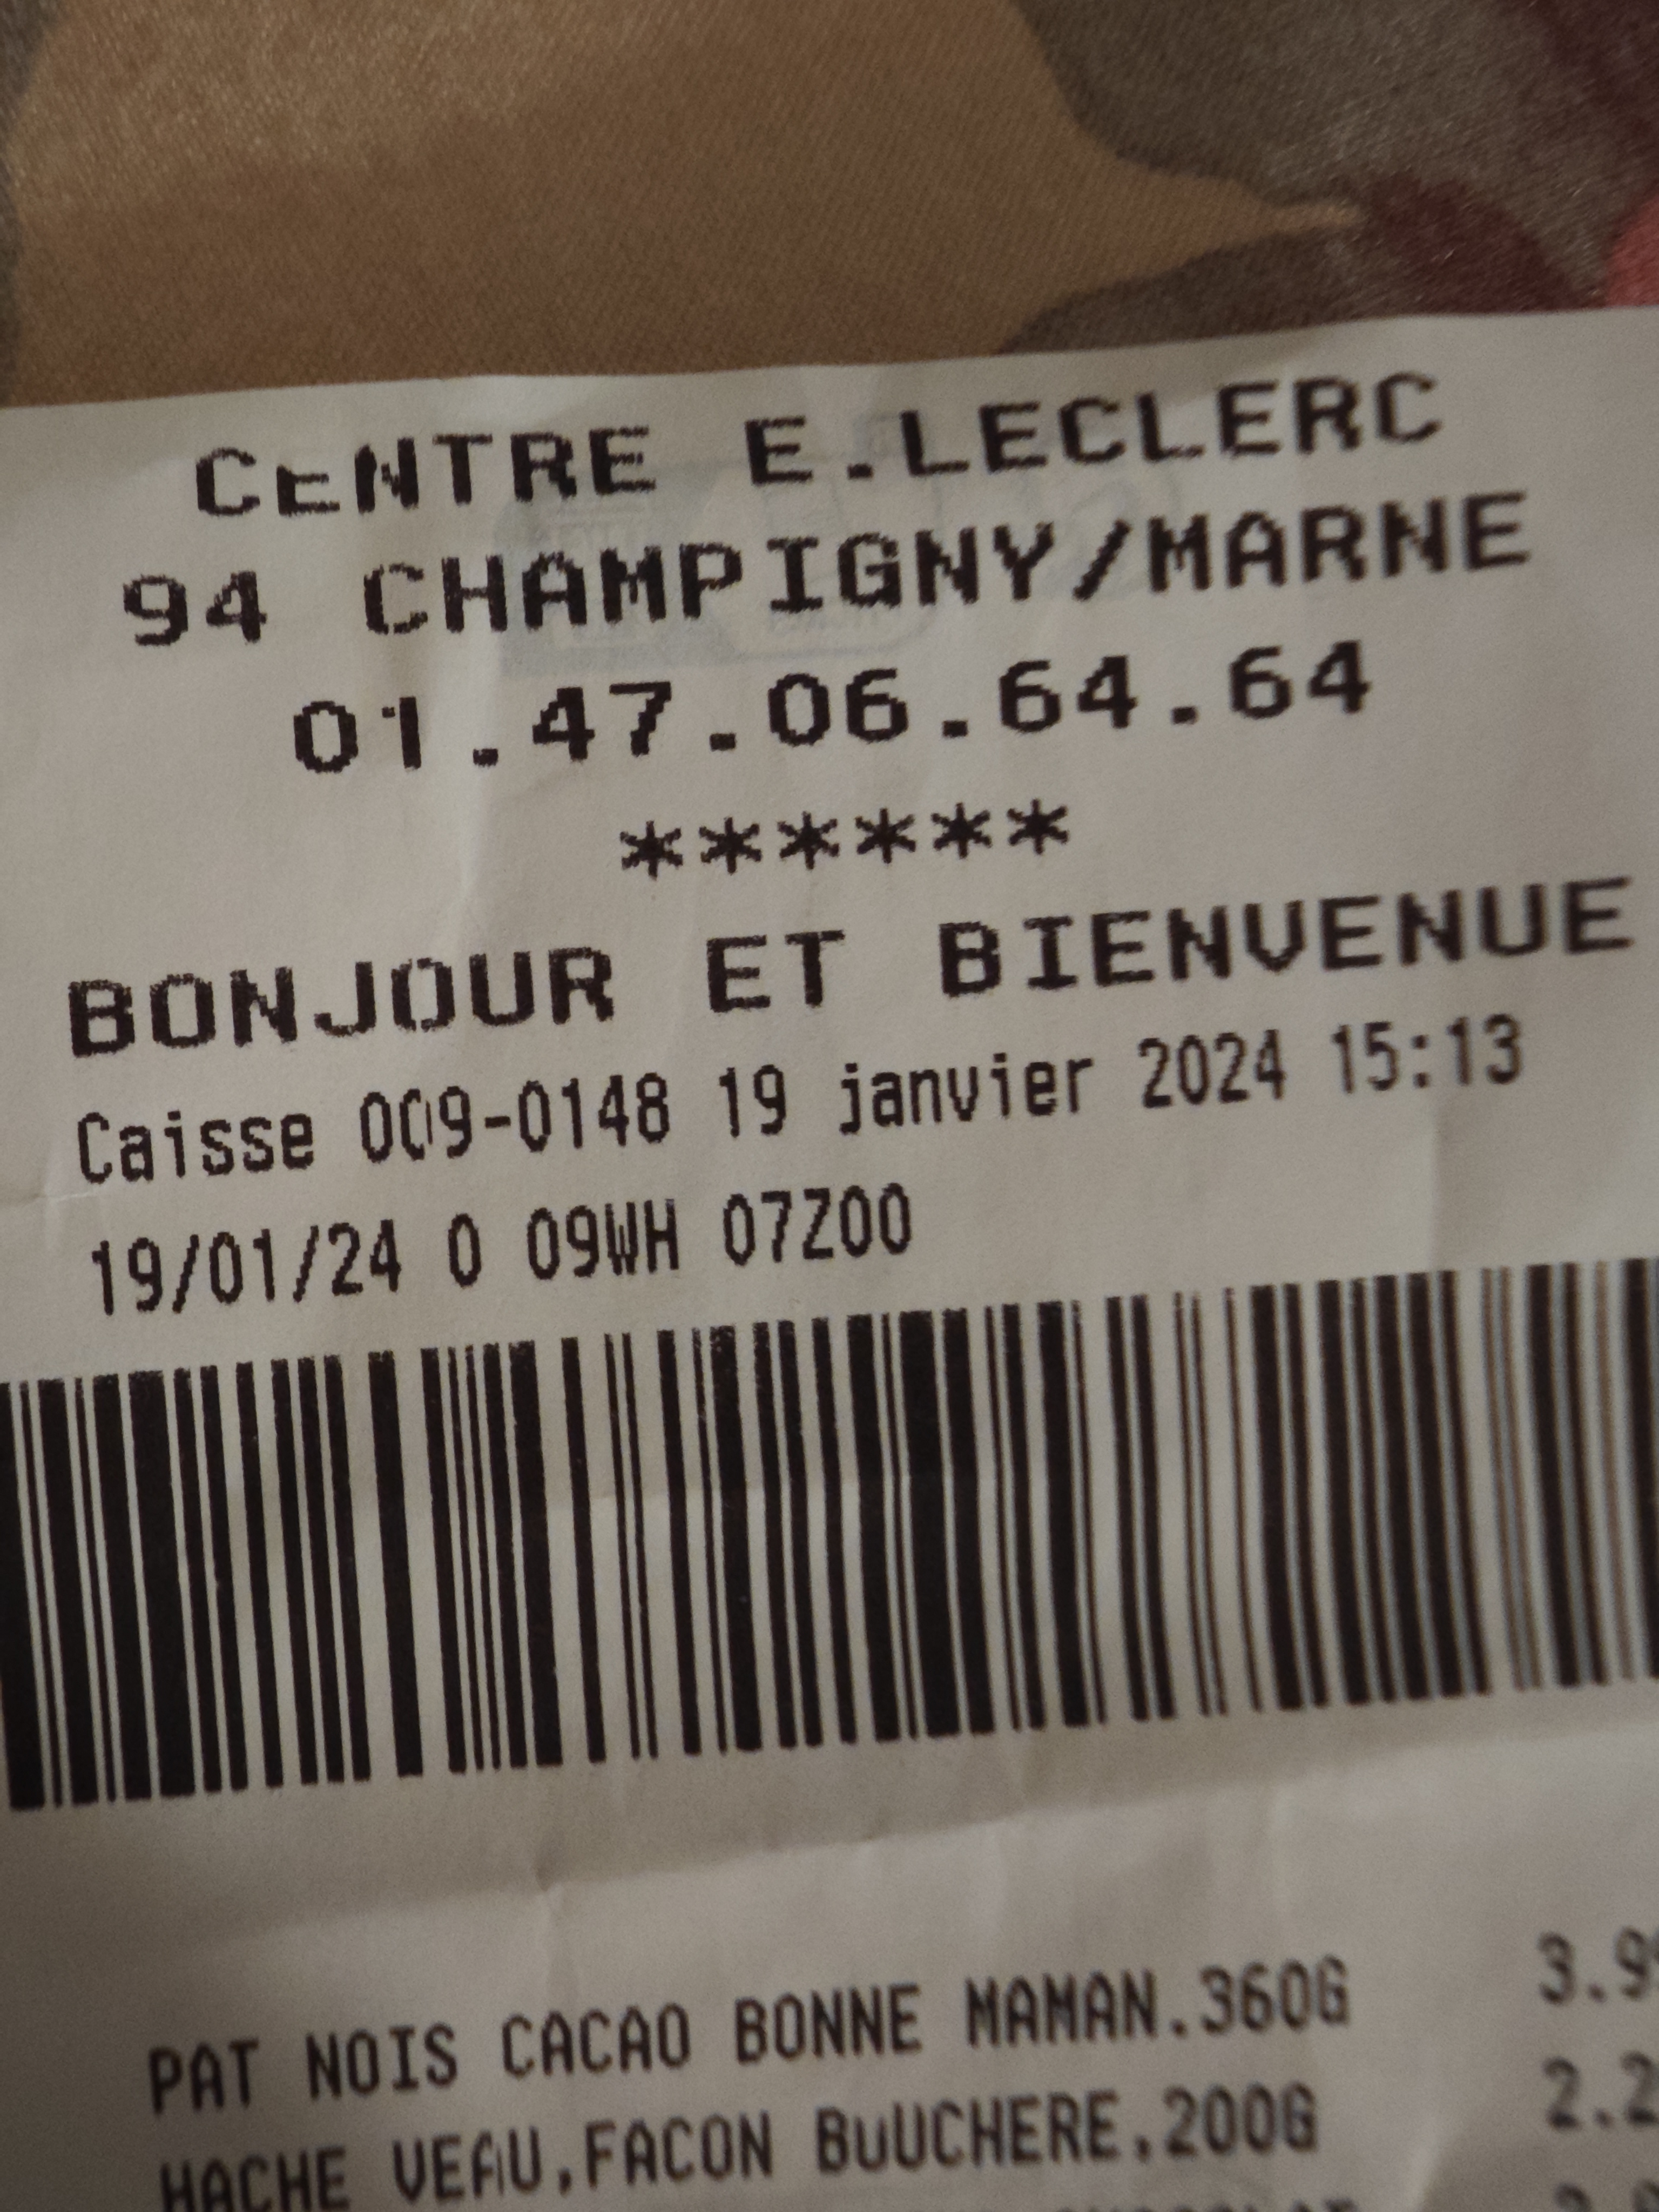 CENTRE E.LECLERC
94 CHAMPIGNY/MARNE
01.47.06.64.64
******
BONJOUR ET BIENVENUE
Caisse 009-0148 19 janvier 2024 15:13
19/01/24 0 09WH 07Z00
PAT NOIS CACAO BONNE MAMAN.360G
HACHE VEAU,FACON BOUCHERE.200G